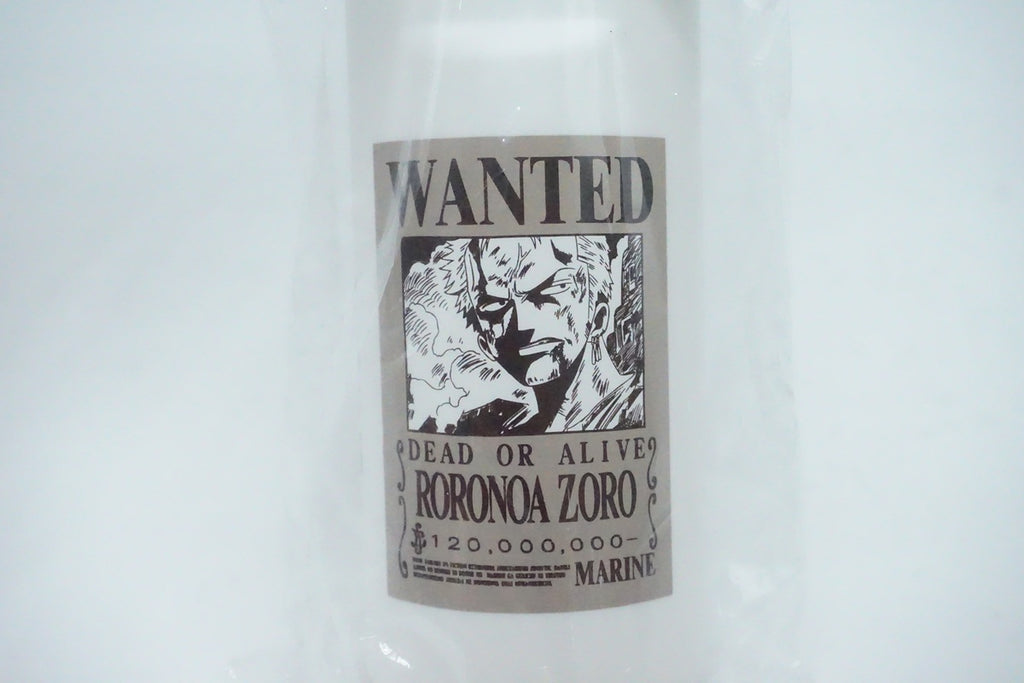 WANTED
DEAD OR ALIVE
RORONOA ZORO
120,000,000-
MARINE